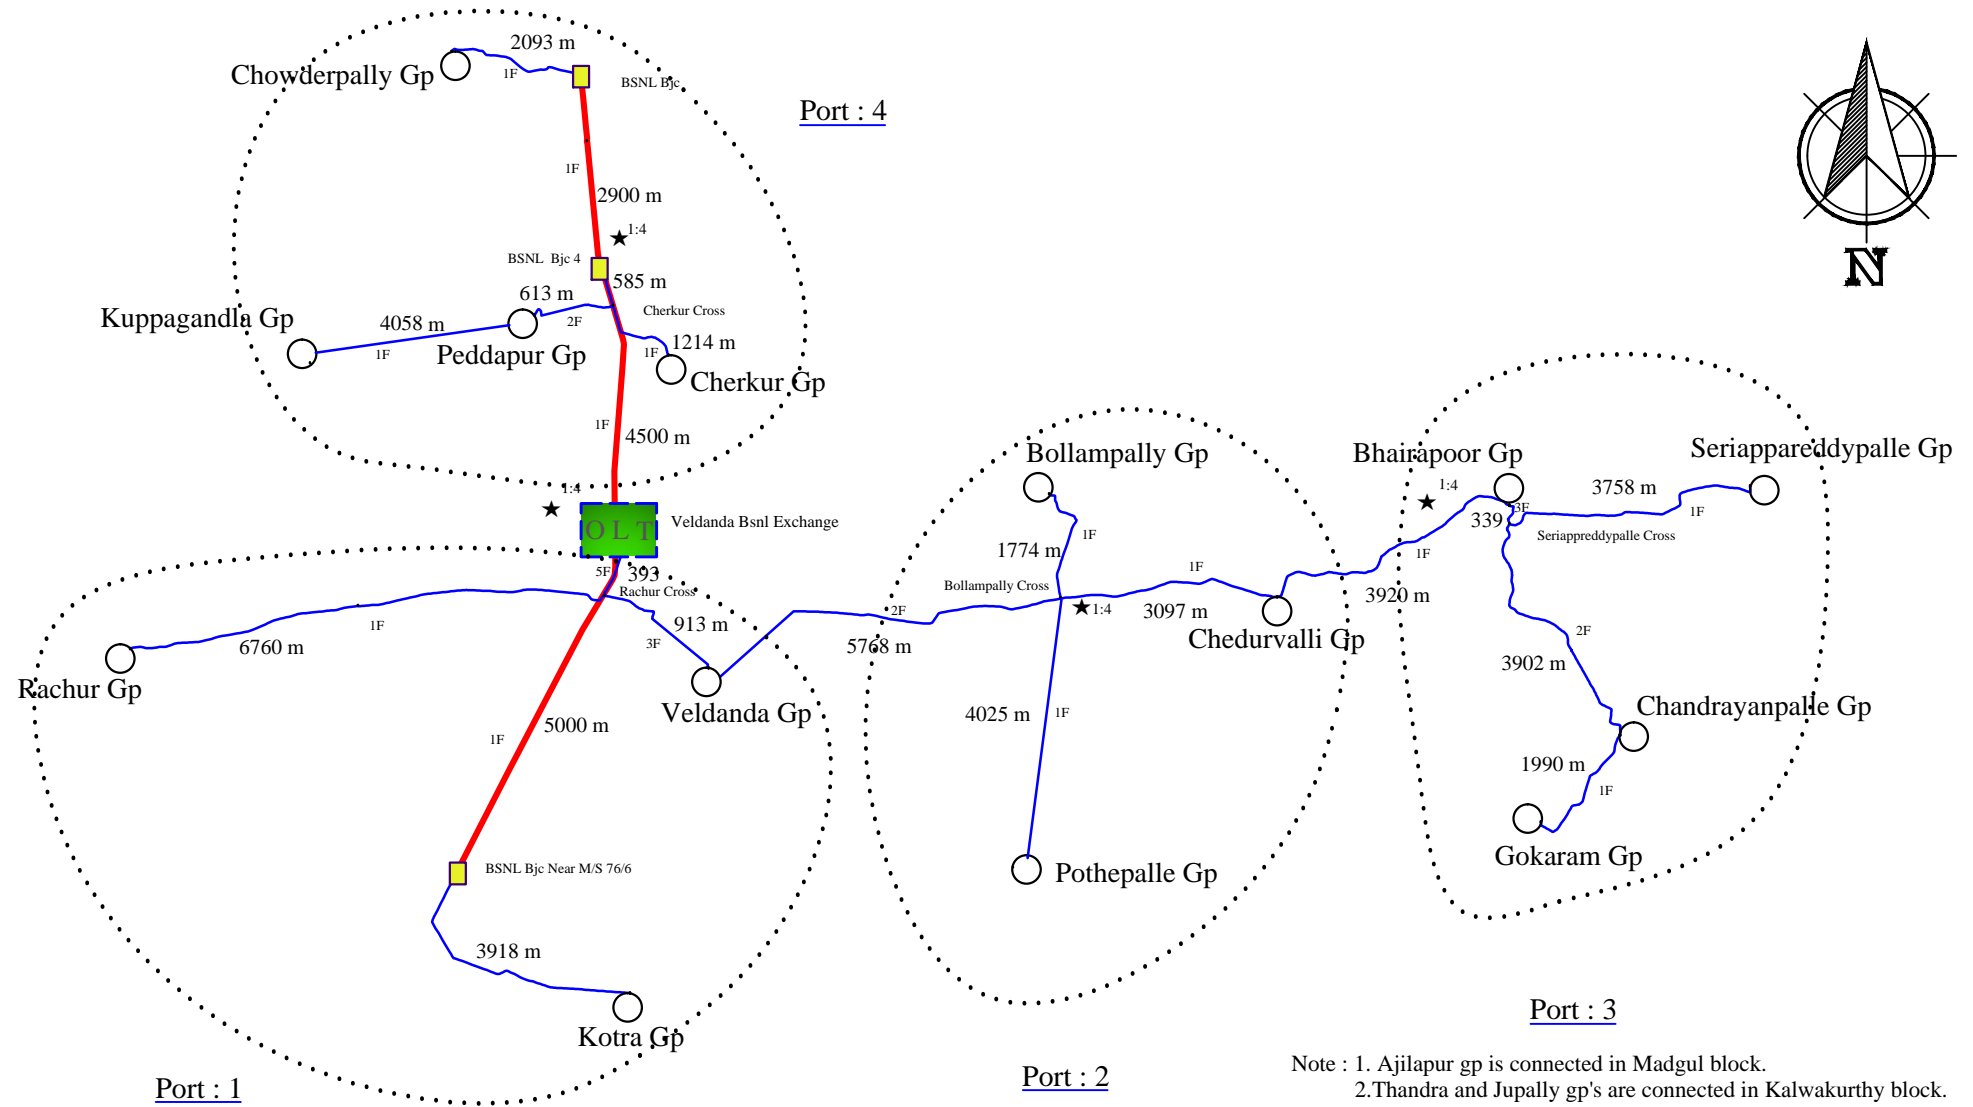 2093 m
Chowderpally Gp
1F
BSNL Bjc
Port : 4
1F
2900 m
1:4
BSNL Bjc 4
585 m
613 m
Cherkur Cross
Kuppagandla Gp
4058 m
2F
1F
Peddapur Gp
1F
1214 m
Cherkur Gp
1F
4500 m
N
1:4
OLT
Veldanda Bsnl Exchange
5F
393
Rachur Cross
6760 m
1F
Rachur Gp
913 m
3F
Veldanda Gp
1F
5000 m
BSNL Bjc Near M/S 76/6
3918 m
Kotra Gp
Port : 1
Bollampally Gp
1774 m
1F
Bollampally Cross
2F
5768 m
1:4
1F
3097 m
Chedurvalli Gp
4025 m
1F
Pothepalle Gp
Port : 2
Bhairapoor Gp
1:4
1F
3920 m
3F
339
Seriappareddypalle Gp
3758 m
1F
Seriappreddypalle Cross
2F
3902 m
Chandrayanpalle Gp
1990 m
1F
Gokaram Gp
Port : 3
Note : 1. Ajilapur gp is connected in Madgul block.
2.Thandra and Jupally gp's are connected in Kalwakurthy block.